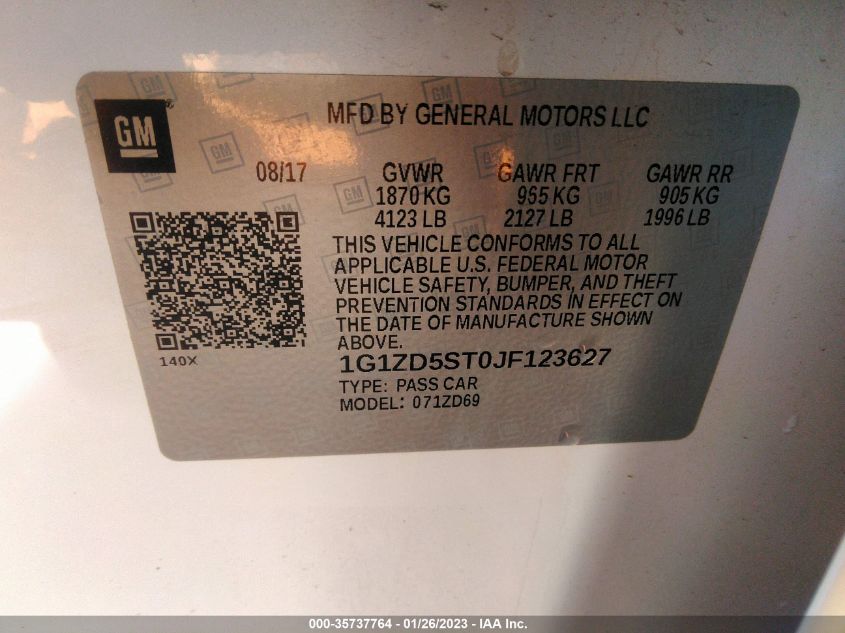 GM
MFD BY GENERAL MOTORS LLC
08/17 GVWR GAWR FRT GAWR RR
1870 KG 965 KG 905 KG
4123 LB 2127 LB 1996 LB
THIS VEHICLE CONFORMS TO ALL
APPLICABLE U.S. FEDERAL MOTOR
VEHICLE SAFETY, BUMPER, AND THEFT
PREVENTION STANDARDS IN EFFECT ON
THE DATE OF MANUFACTURE SHOWN
ABOVE.
140X
1G1ZD5ST0JF123627
TYPE: PASS CAR
MODEL: 071ZD69
000-35737764 - 01/26/2023 - IAA Inc.